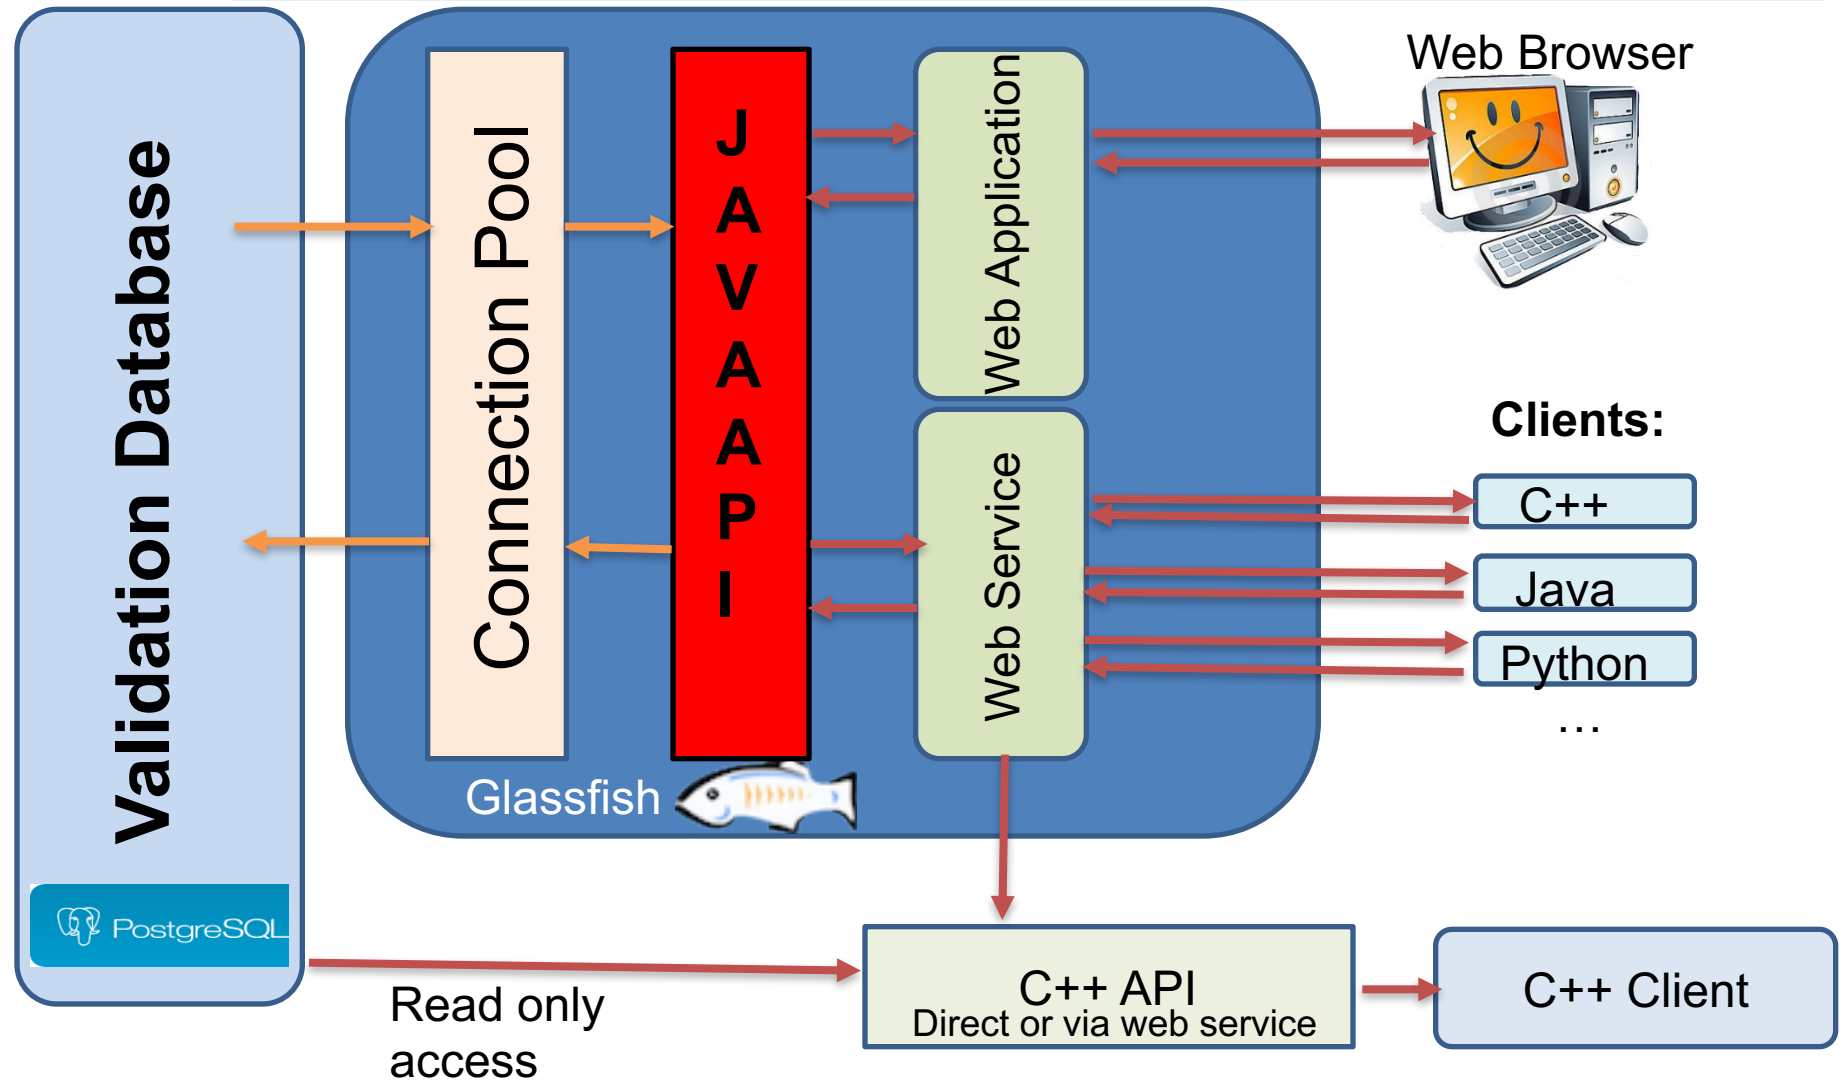 Validation Database
PostgreSQL
Connection Pool
J
A
V
A
A
P
I
Web Application
Web Service
Glassfish
Web Browser
Clients:
C++
Java
Python
…
Read only
access
C++ API
Direct or via web service
C++ Client